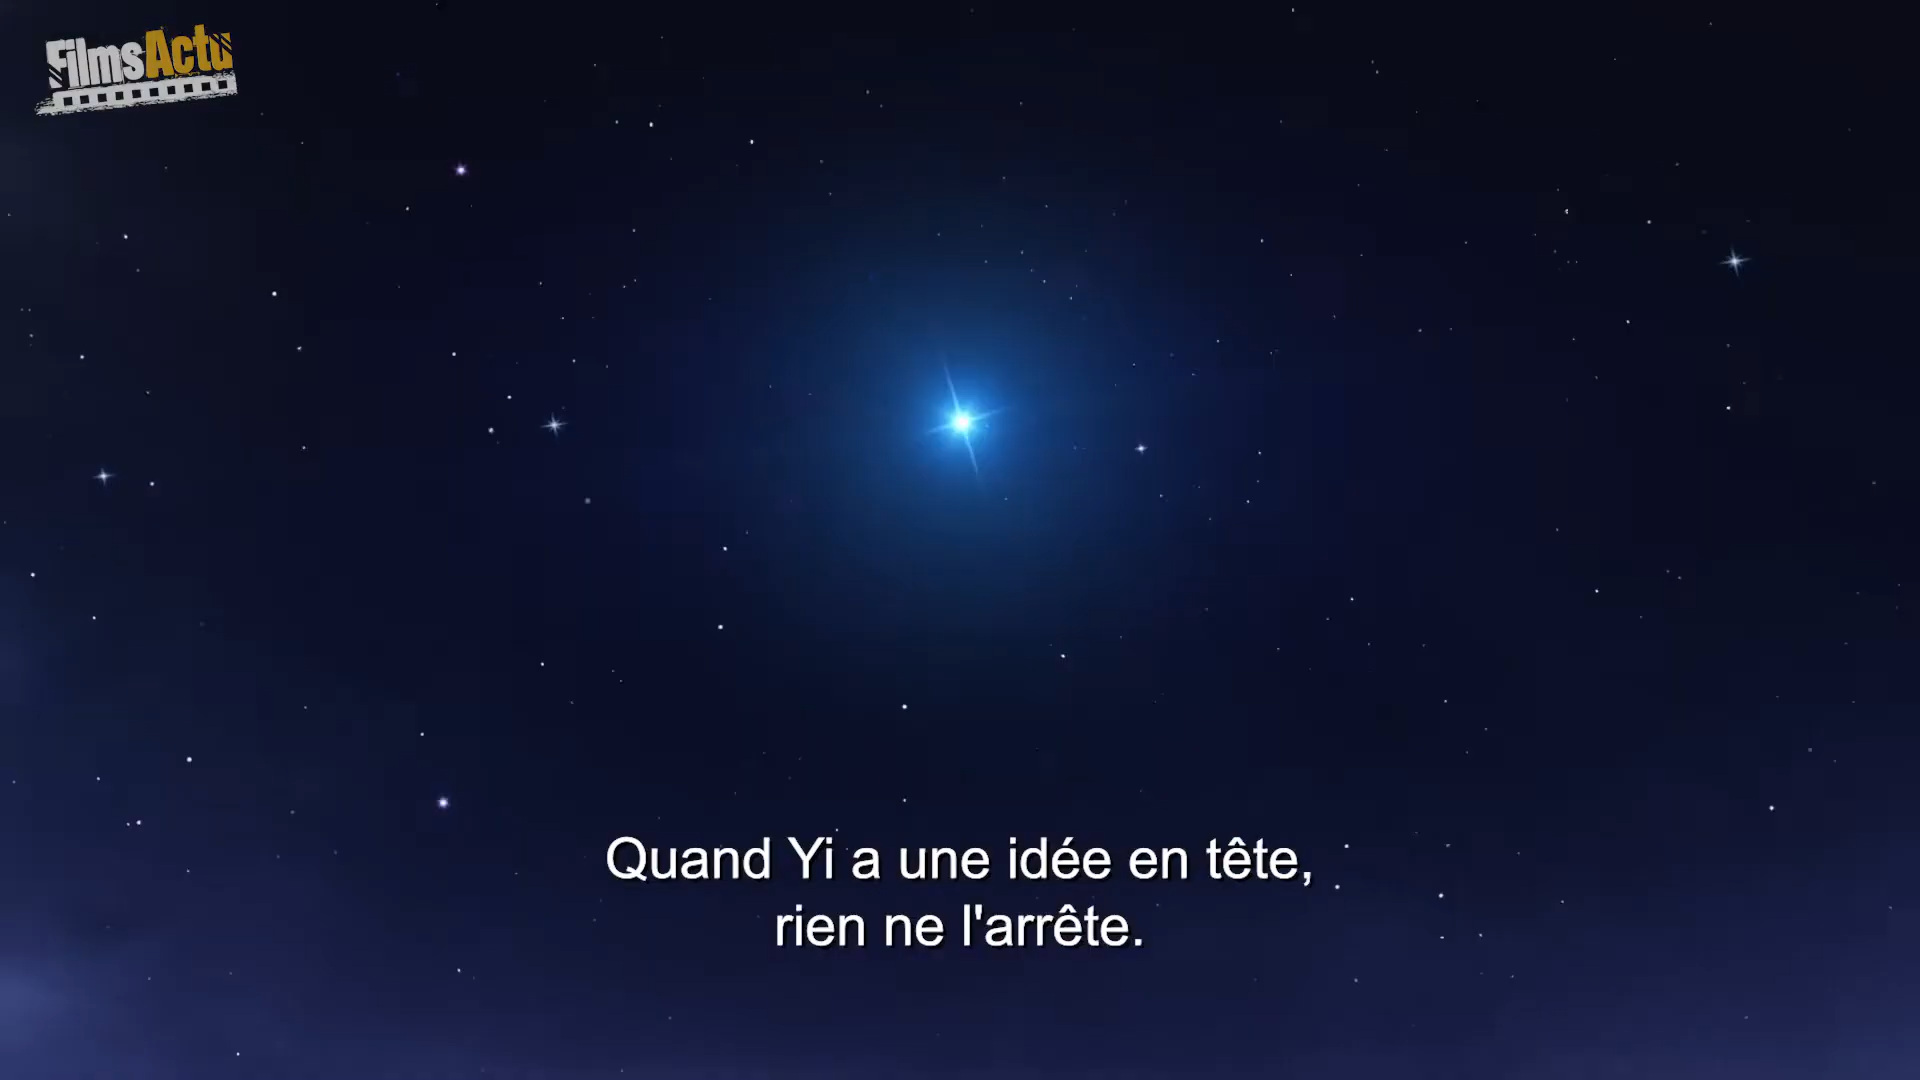 FilmsActu
Quand Yi a une idée en tête,
rien ne l'arrête.